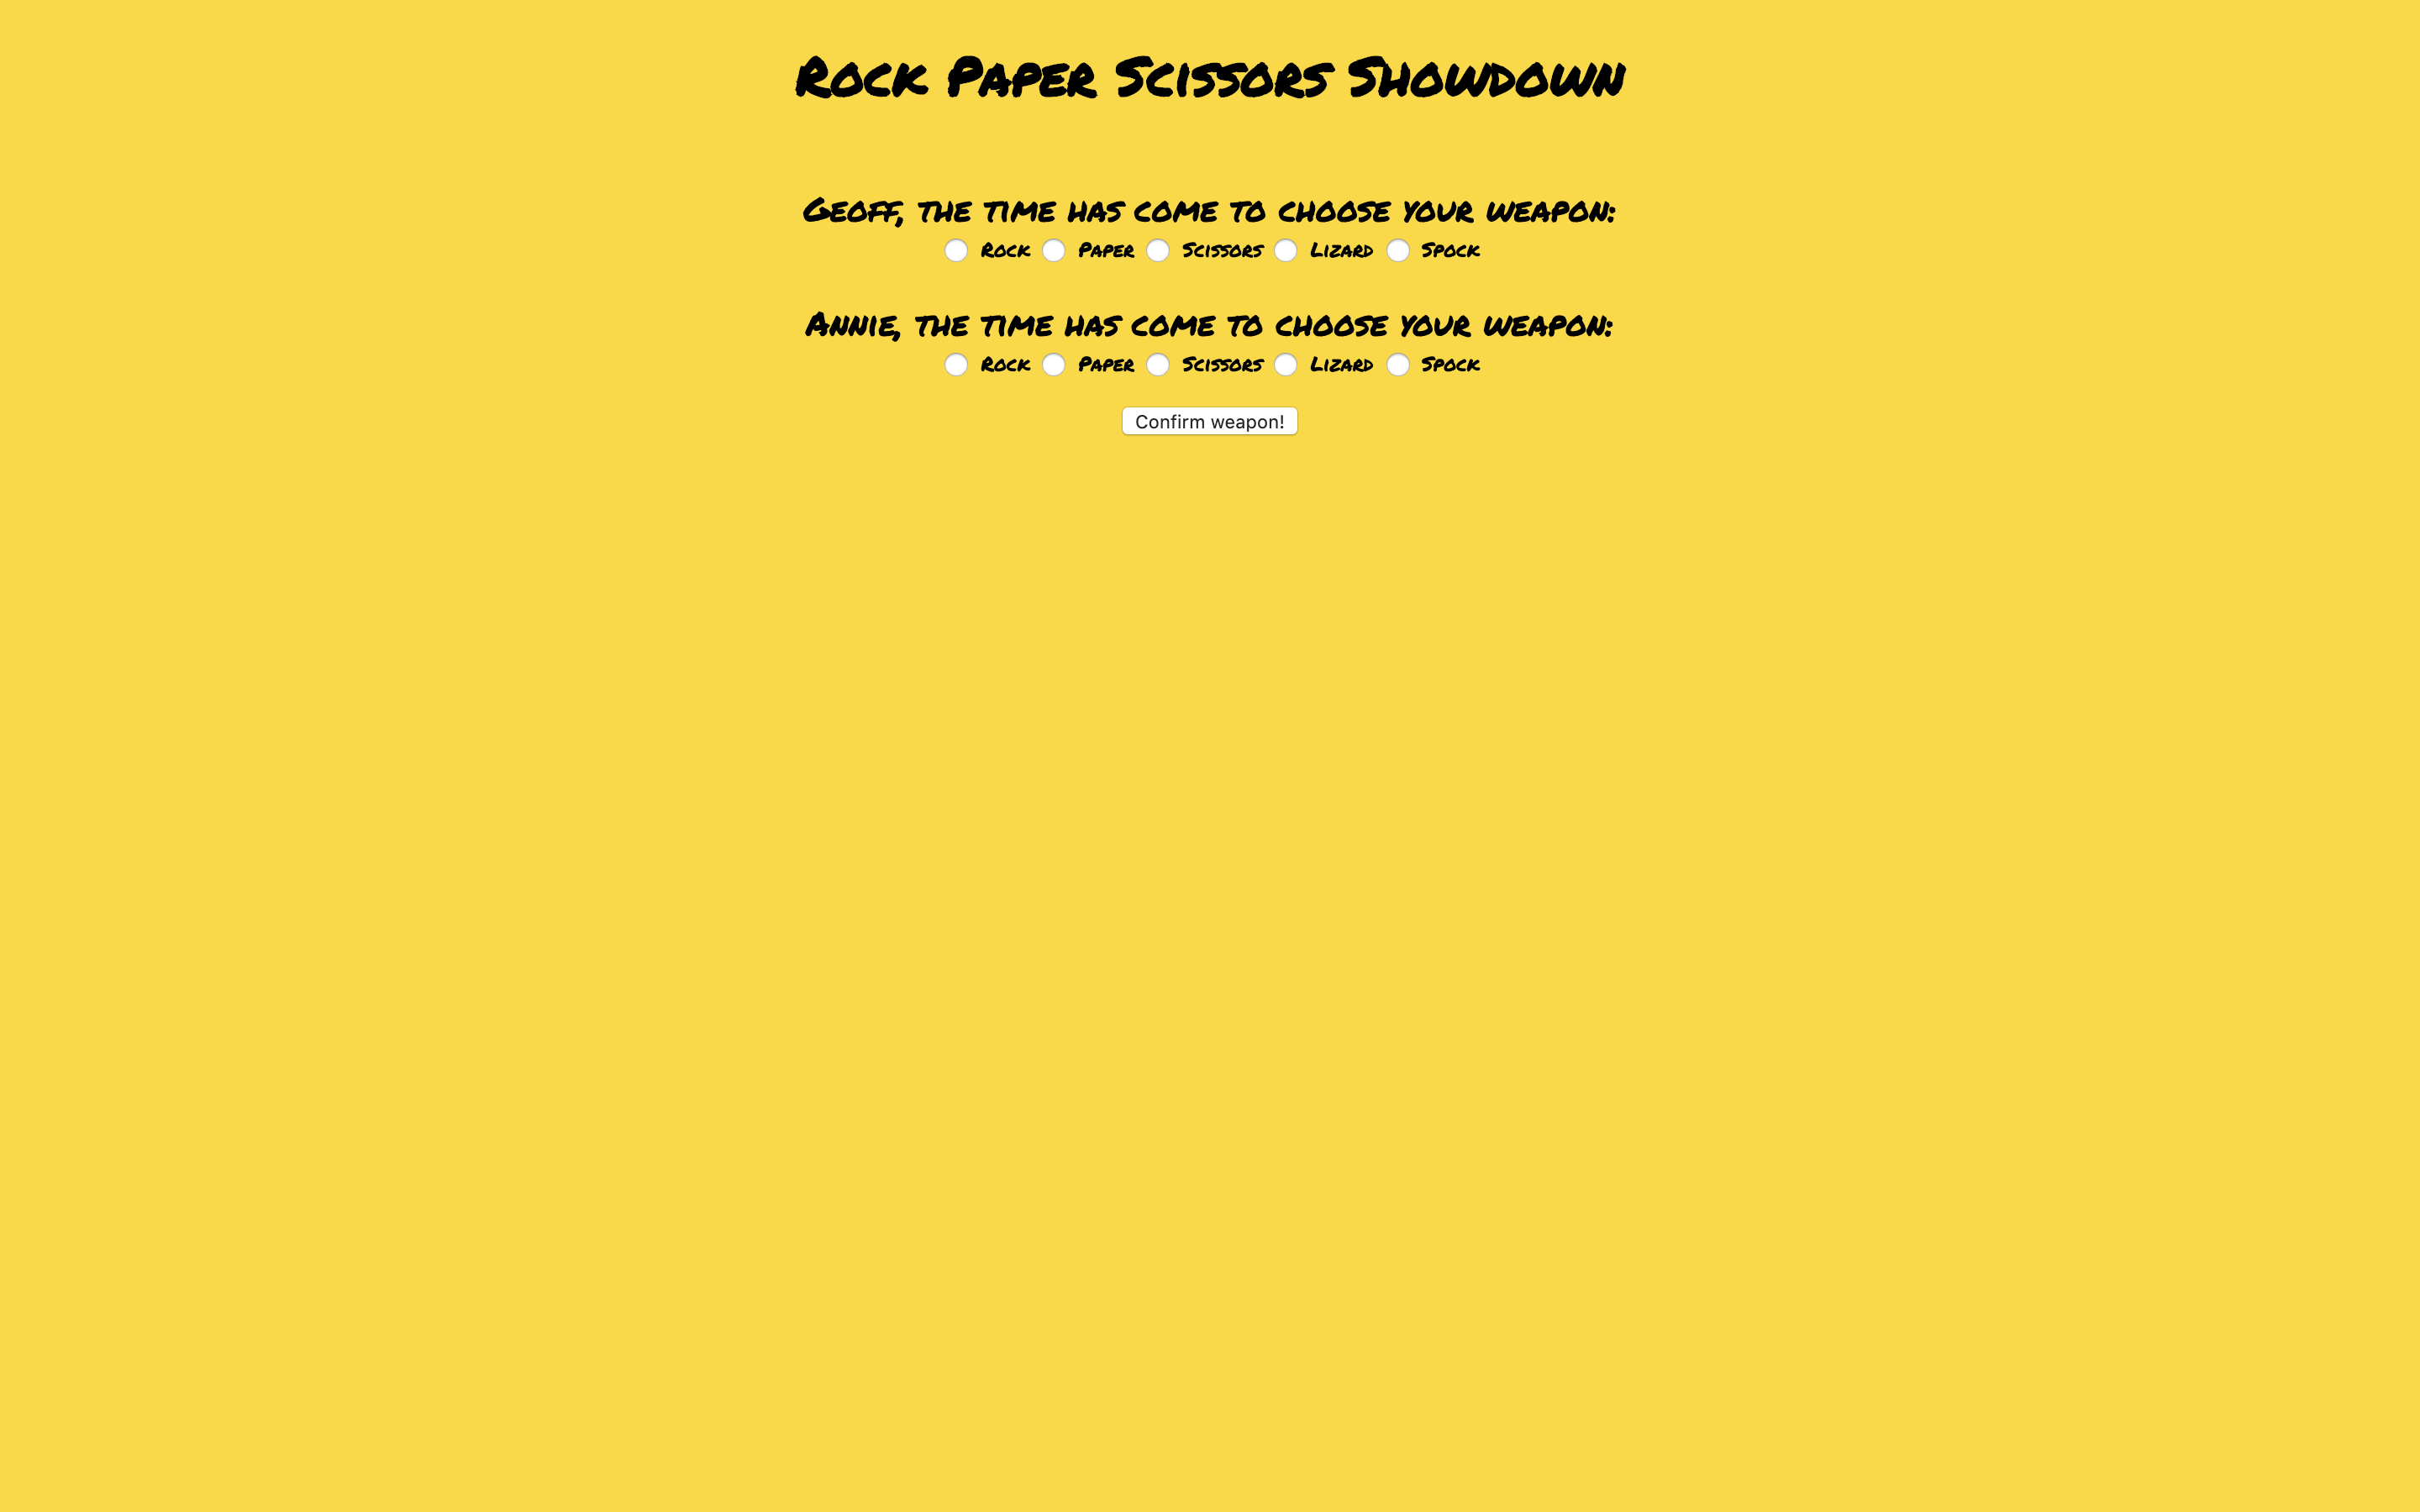 Rock Paper Scissors Showdown
Geoff, the time has come to choose your weapon:
Rock Paper Scissors Lizard Spock
Annie, the time has come to choose your weapon:
Rock Paper Scissors Lizard Spock
Confirm weapon!